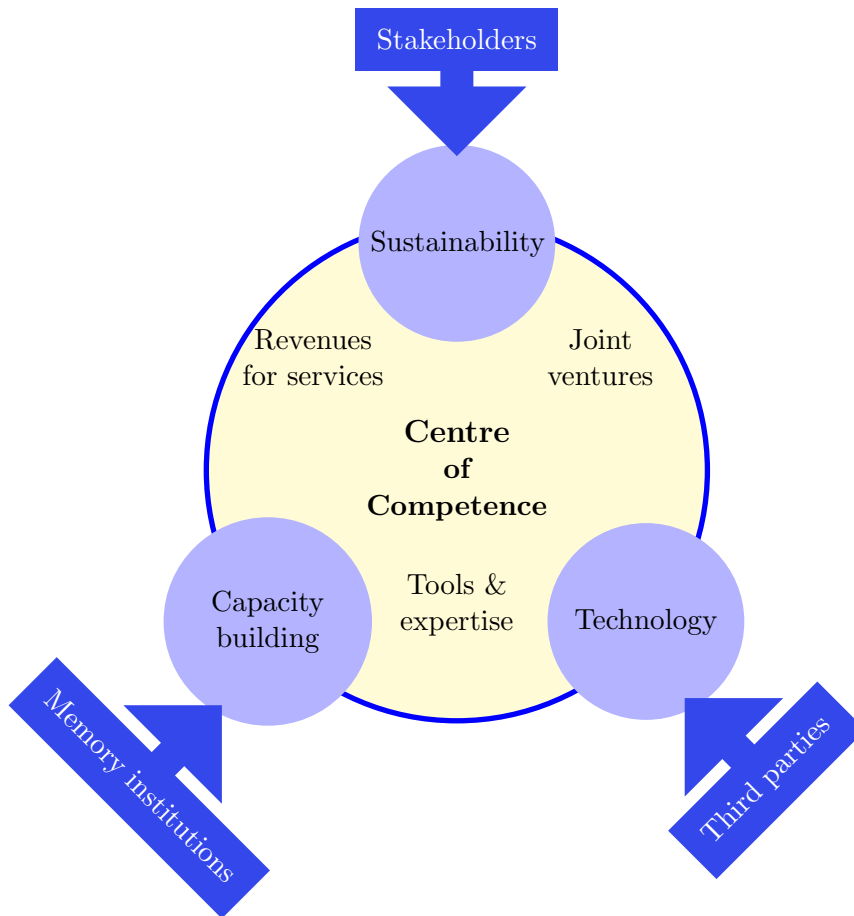 Stakeholders
Sustainability
Revenues
for services
Joint
ventures
Centre
of
Competence
Capacity
building
Tools &
expertise
Technology
Memory institutions
Third parties